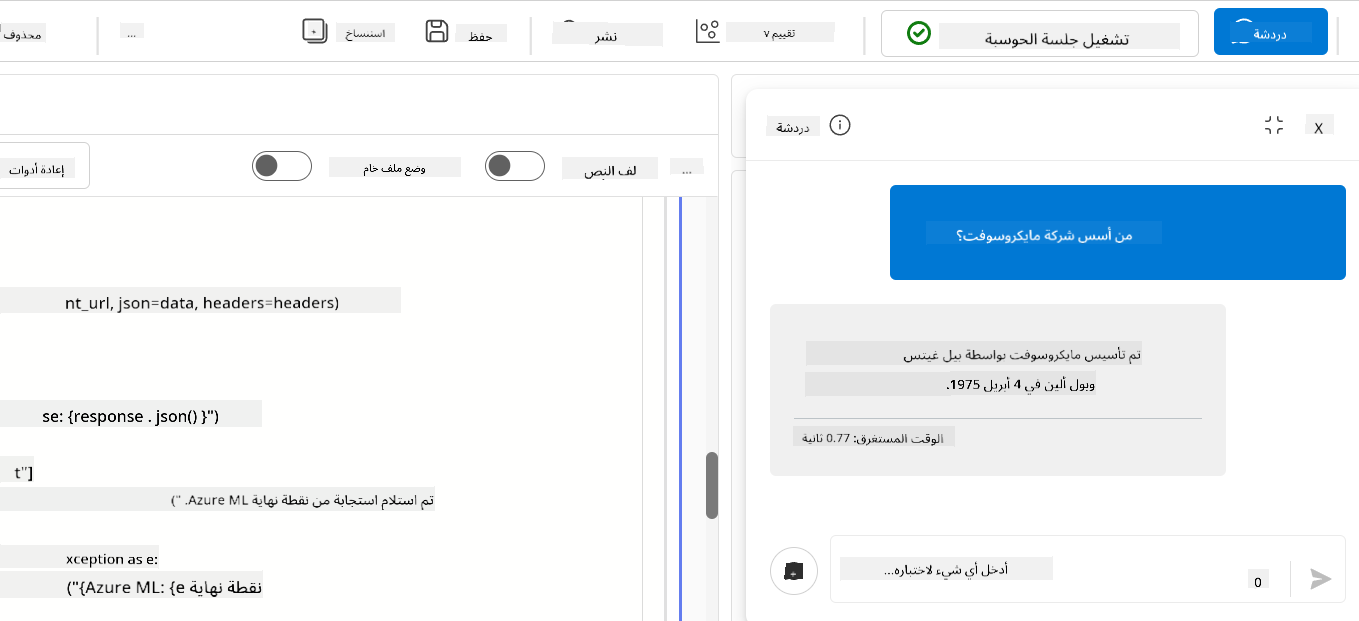 محذوف
...
استنساخ
حفظ
نشر
تقييم v
تشغيل جلسة الحوسبة
دردشة
إعادة أدوات
وضع ملف خام
لف النص
...
nt_url, json=data, headers=headers)
se: {response . json() }")
t"]
تم استلام استجابة من نقطة نهاية Azure ML. ")
xception as e:
نقطة نهاية Azure ML: {e}")
دردشة
X
من أسس شركة مايكروسوفت؟
تم تأسيس مايكروسوفت بواسطة بيل غيتس
وبول ألين في 4 أبريل 1975.
الوقت المستغرق: 0.77 ثانية
أدخل أي شيء لاختباره...
0